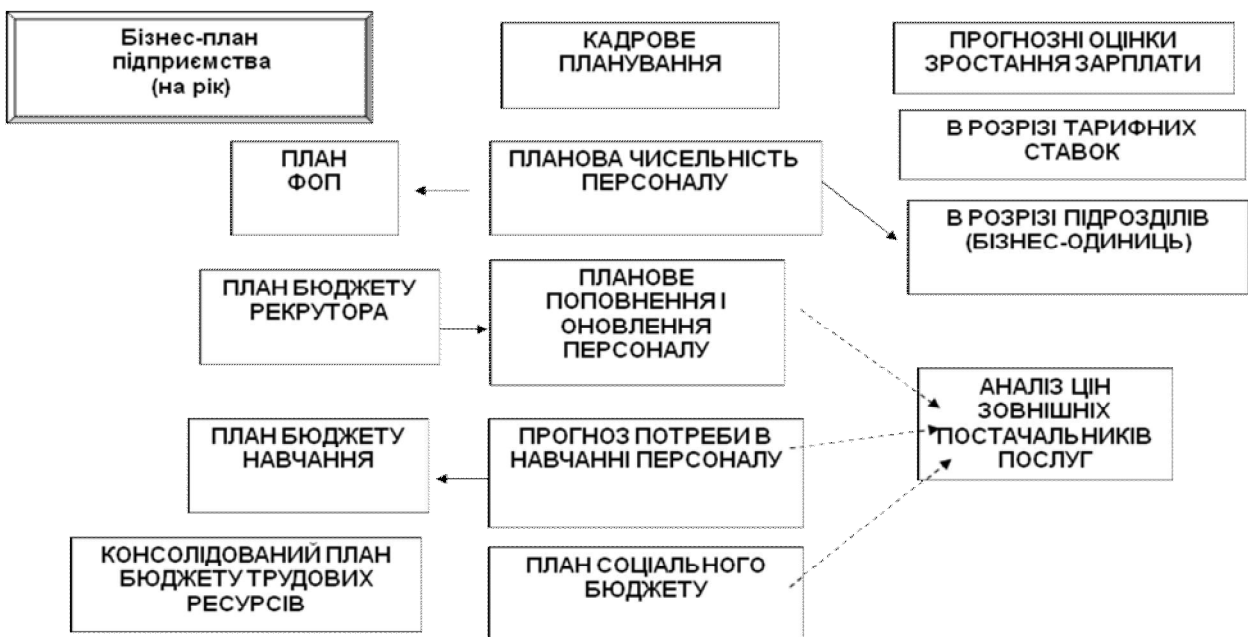 Бізнес-план
підприємства
(на рік)
КАДРОВЕ
ПЛАНУВАННЯ
ПРОГНОЗНІ ОЦІНКИ
ЗРОСТАННЯ ЗАРПЛАТИ
В РОЗРІЗІ ТАРИФНИХ
СТАВОК
ПЛАН
ФОП
ПЛАНОВА ЧИСЕЛЬНІСТЬ
ПЕРСОНАЛУ
В РОЗРІЗІ ПІДРОЗДІЛІВ
(БІЗНЕС-ОДИНИЦЬ)
ПЛАН БЮДЖЕТУ
РЕКРУТОРА
ПЛАНОВЕ
ПОПОВНЕННЯ І
ОНОВЛЕННЯ
ПЕРСОНАЛУ
АНАЛІЗ ЦІН
ЗОВНІШНІХ
ПОСТАЧАЛЬНИКІВ
ПОСЛУГ
ПЛАН БЮДЖЕТУ
НАВЧАННЯ
ПРОГНОЗ ПОТРЕБИ В
НАВЧАННІ ПЕРСОНАЛУ
КОНСОЛІДОВАНИЙ ПЛАН
БЮДЖЕТУ ТРУДОВИХ
РЕСУРСІВ
ПЛАН СОЦІАЛЬНОГО
БЮДЖЕТУ